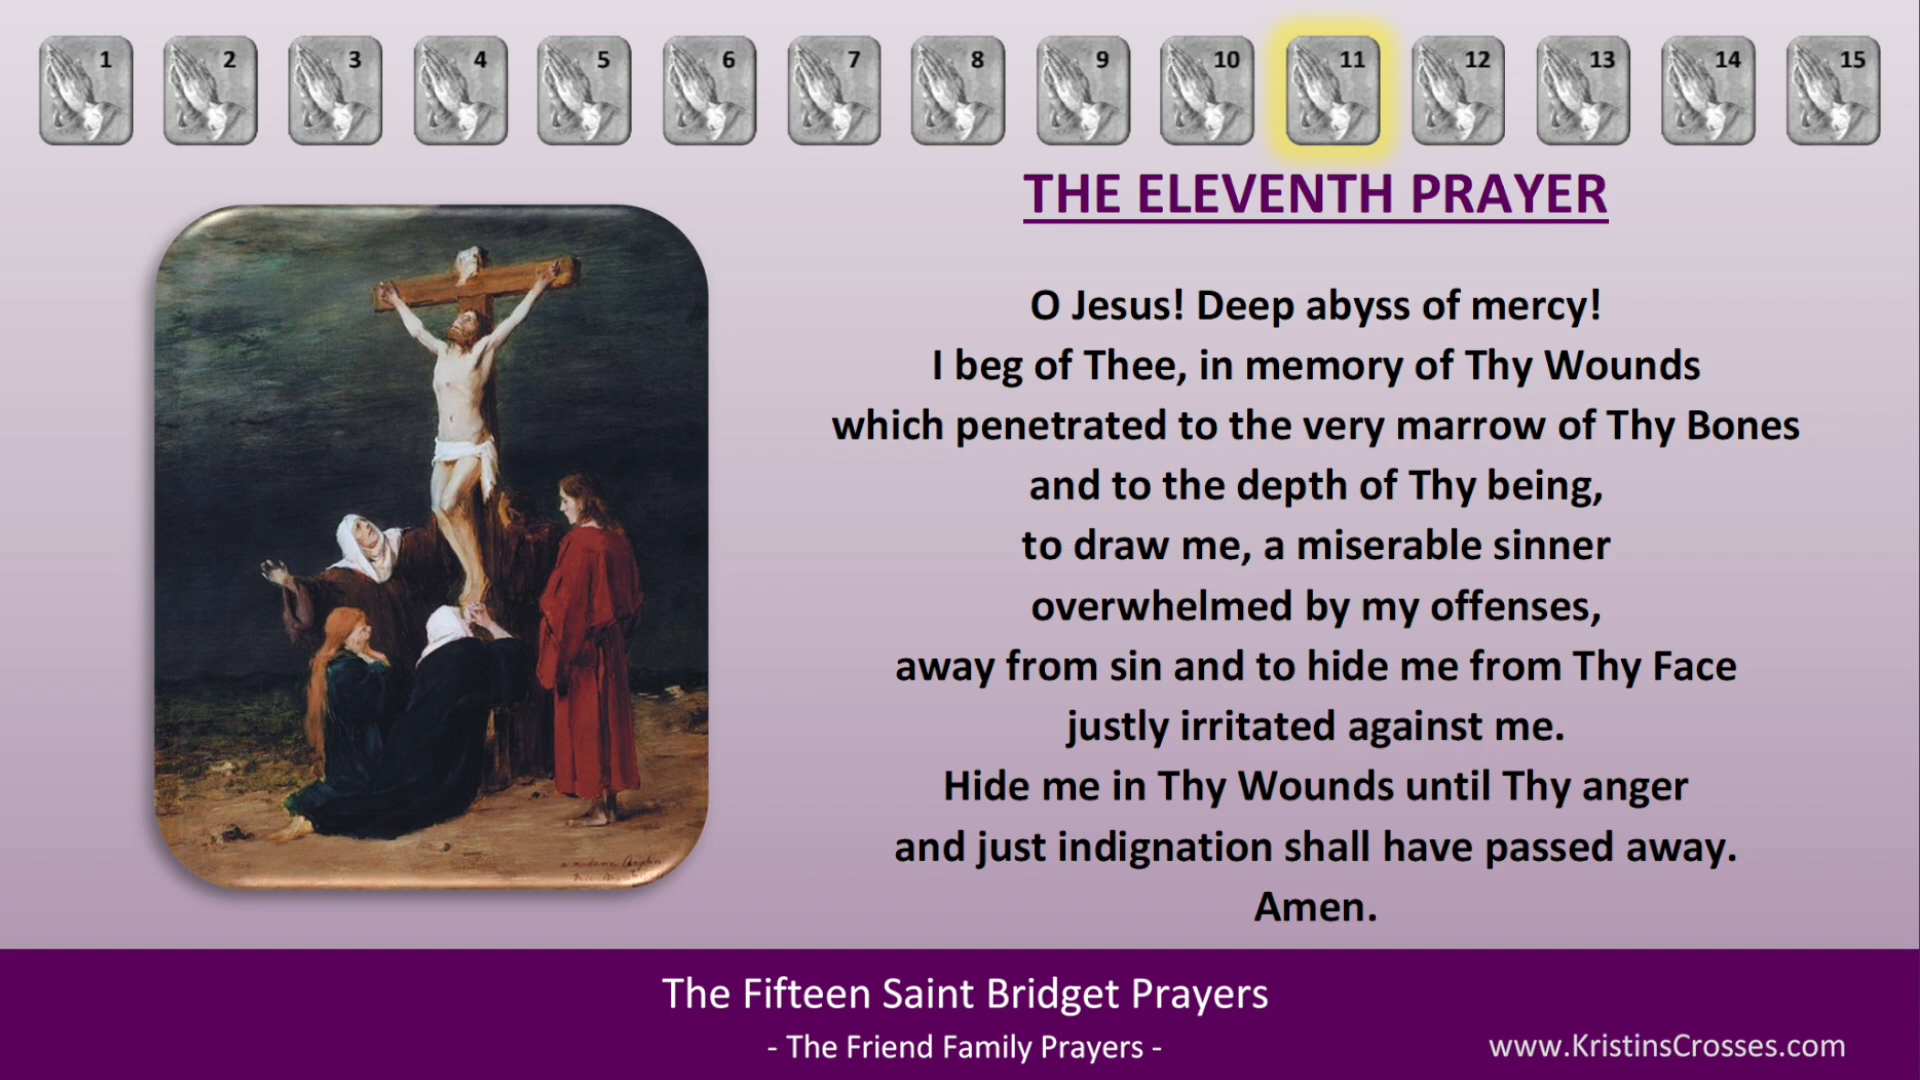 1 2 3 4 5 6 7 8 9 10 11 12 13 14 15
THE ELEVENTH PRAYER
O Jesus! Deep abyss of mercy!
I beg of Thee, in memory of Thy Wounds
which penetrated to the very marrow of Thy Bones
and to the depth of Thy being,
to draw me, a miserable sinner
overwhelmed by my offenses,
away from sin and to hide me from Thy Face
justly irritated against me.
Hide me in Thy Wounds until Thy anger
and just indignation shall have passed away.
Amen.
The Fifteen Saint Bridget Prayers
- The Friend Family Prayers -
www.KristinsCrosses.com